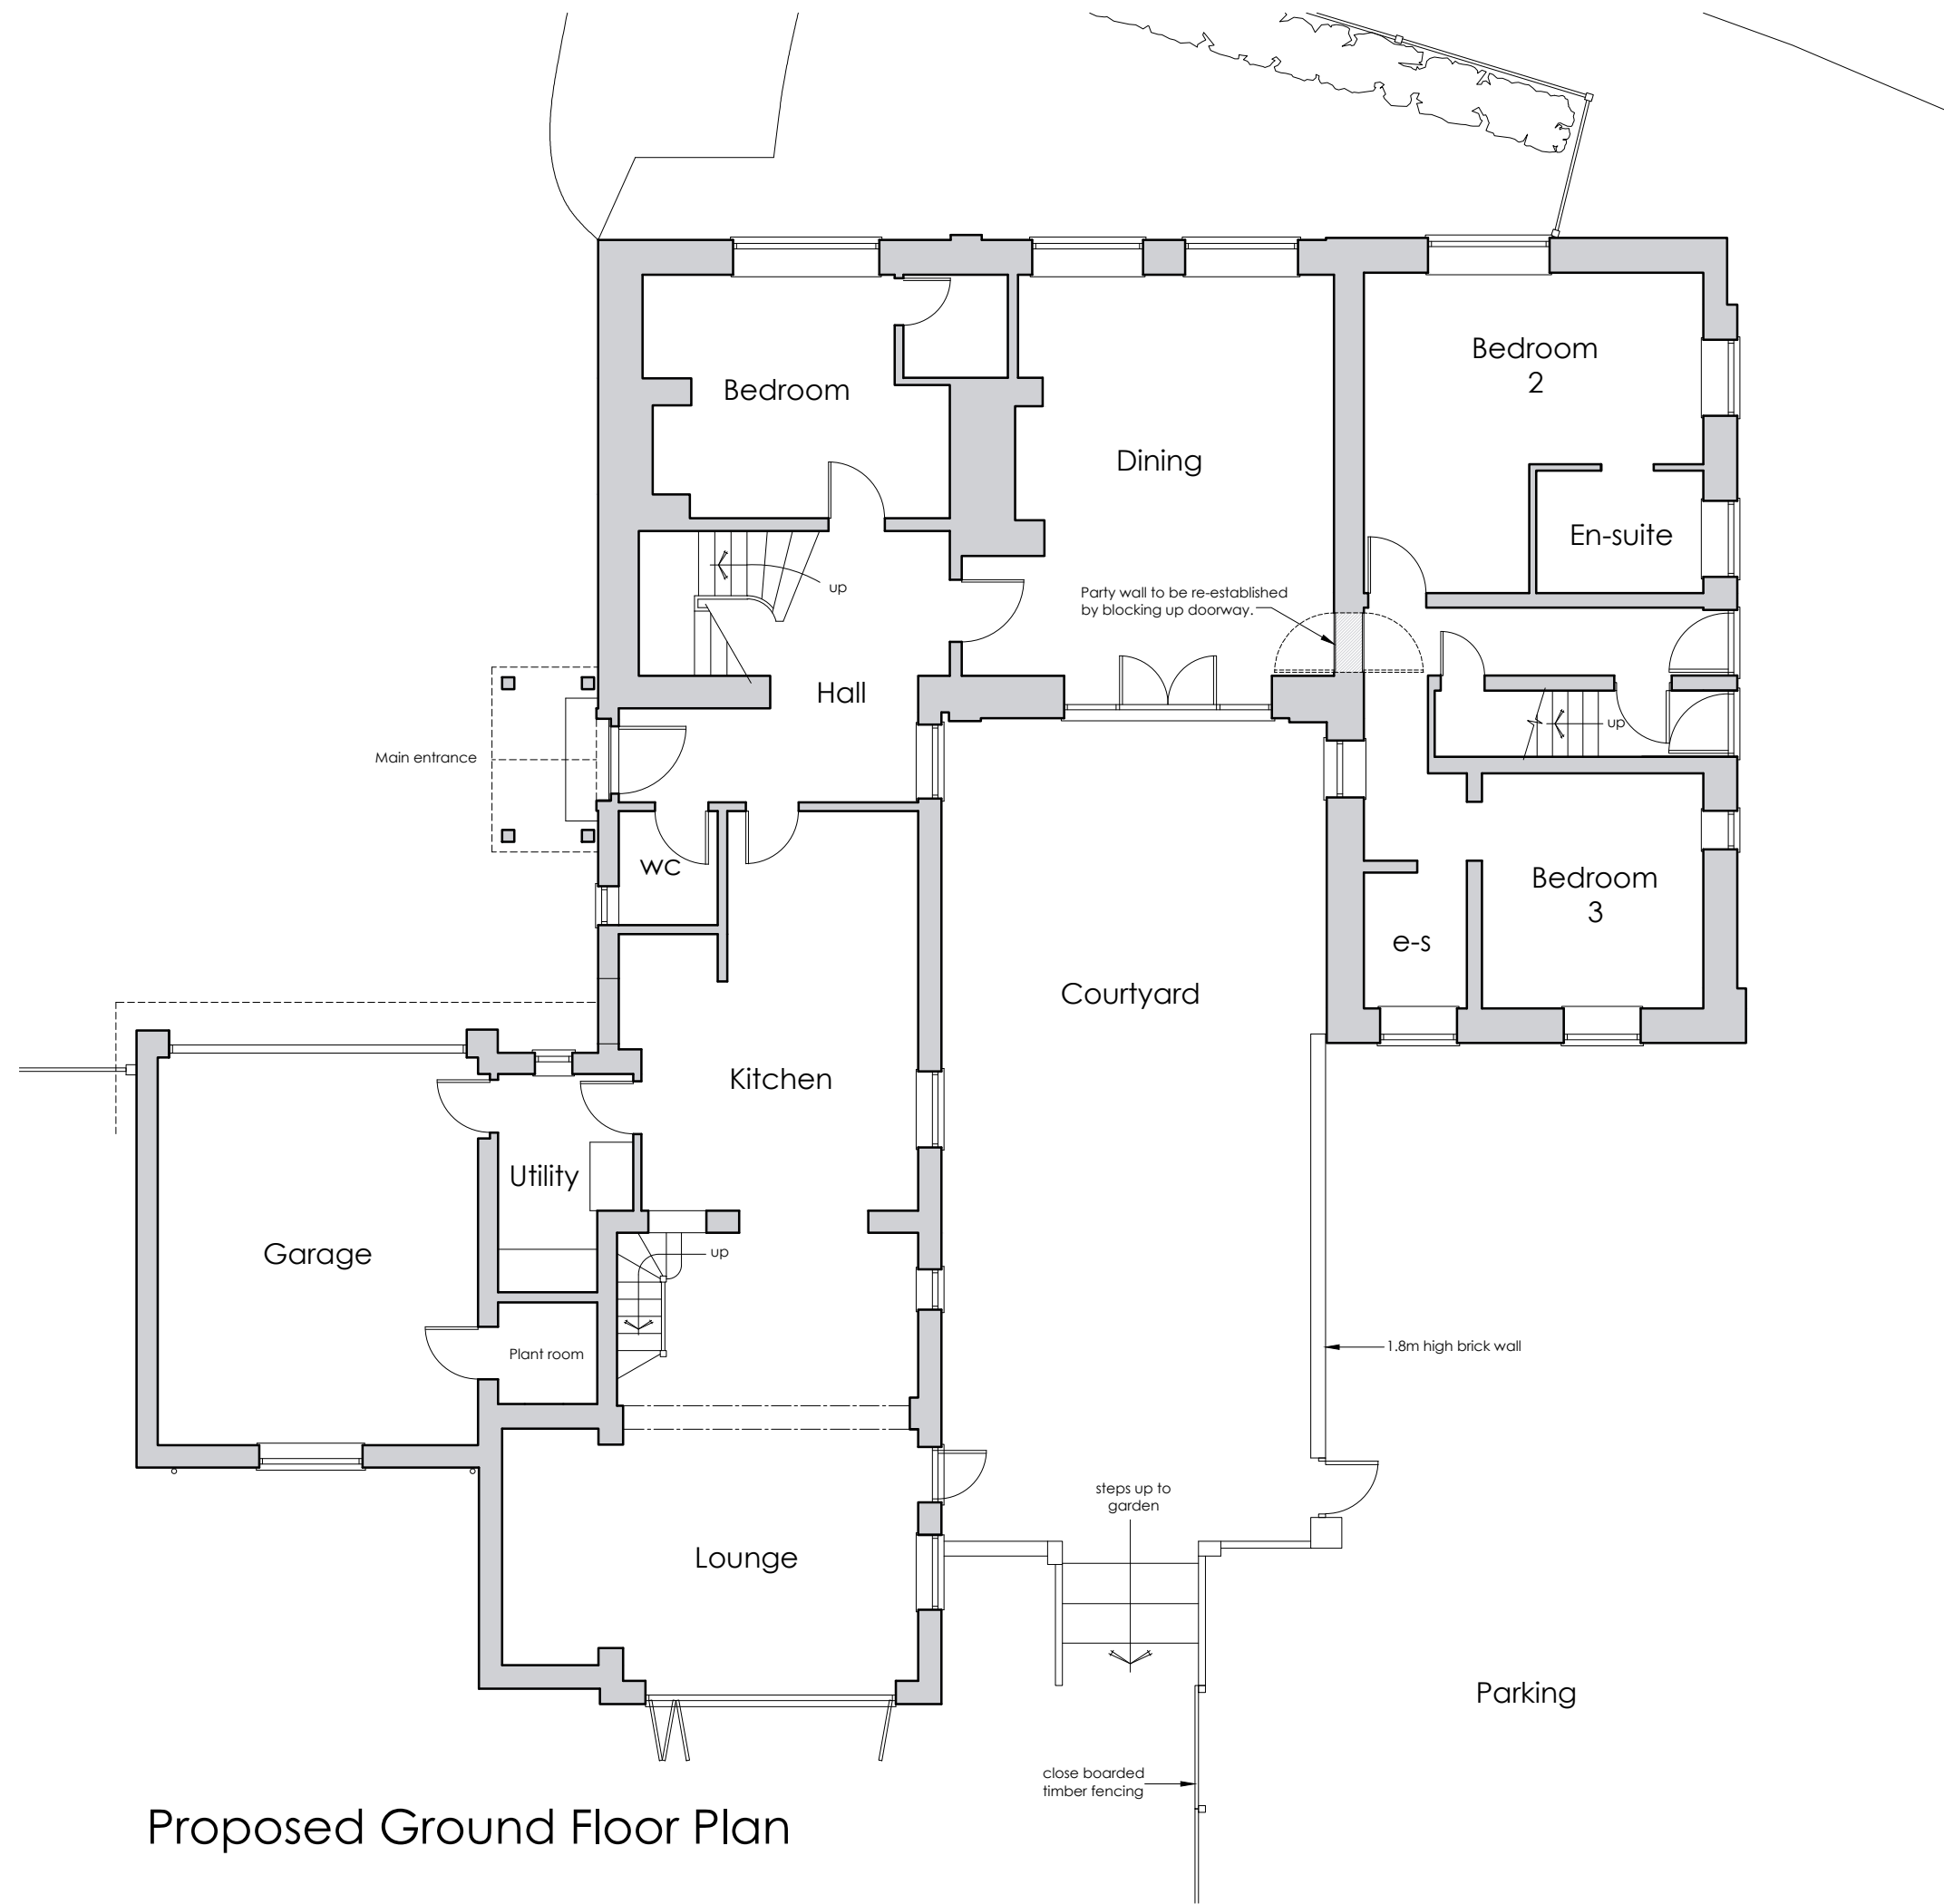 Bedroom
2
Bedroom
Dining
En-suite
up
Party wall to be re-established
by blocking up doorway.
Hall
up
Main entrance
wc
Bedroom
3
e-s
Courtyard
Kitchen
Utility
Garage
up
Plant room
1.8m high brick wall
steps up to
garden
Lounge
Parking
close boarded
timber fencing
Proposed Ground Floor Plan